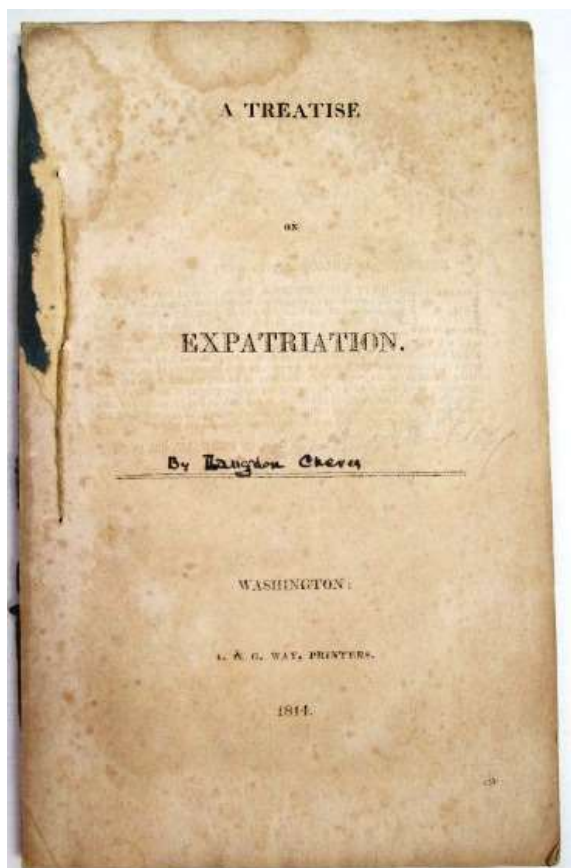 A TREATISE
ON
EXPATRIATION.
By Langdon Cheves
WASHINGTON:
A. & G. WAY, PRINTERS.
1814.